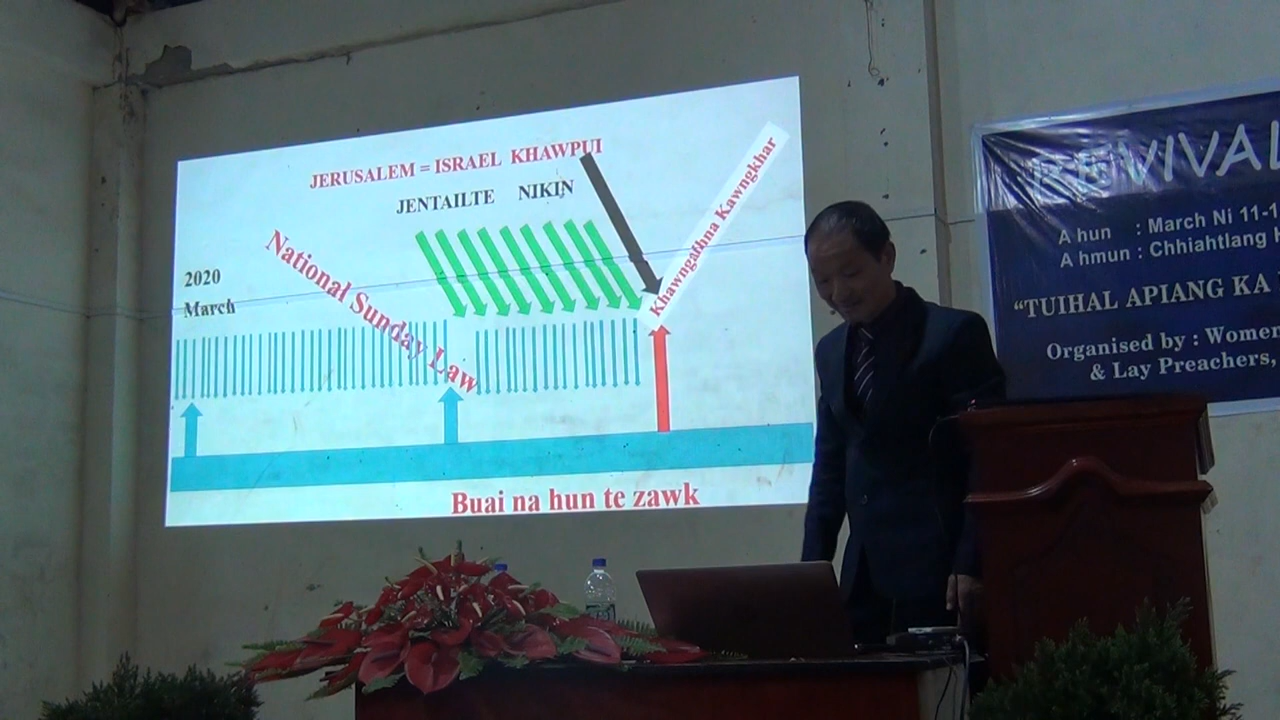 JERUSALEM = ISRAEL KHAWPUI
JENTAILTE NIKIN
National Sunday Law
2020
March
Khawngaihna Kawngkhar
Buai na hun te zawk
REVIVAL
A hun : March Ni 11-1
A hmun : Chhiahtlang H
“TUIHAL APIANG KA
Organised by : Women
& Lay Preachers,